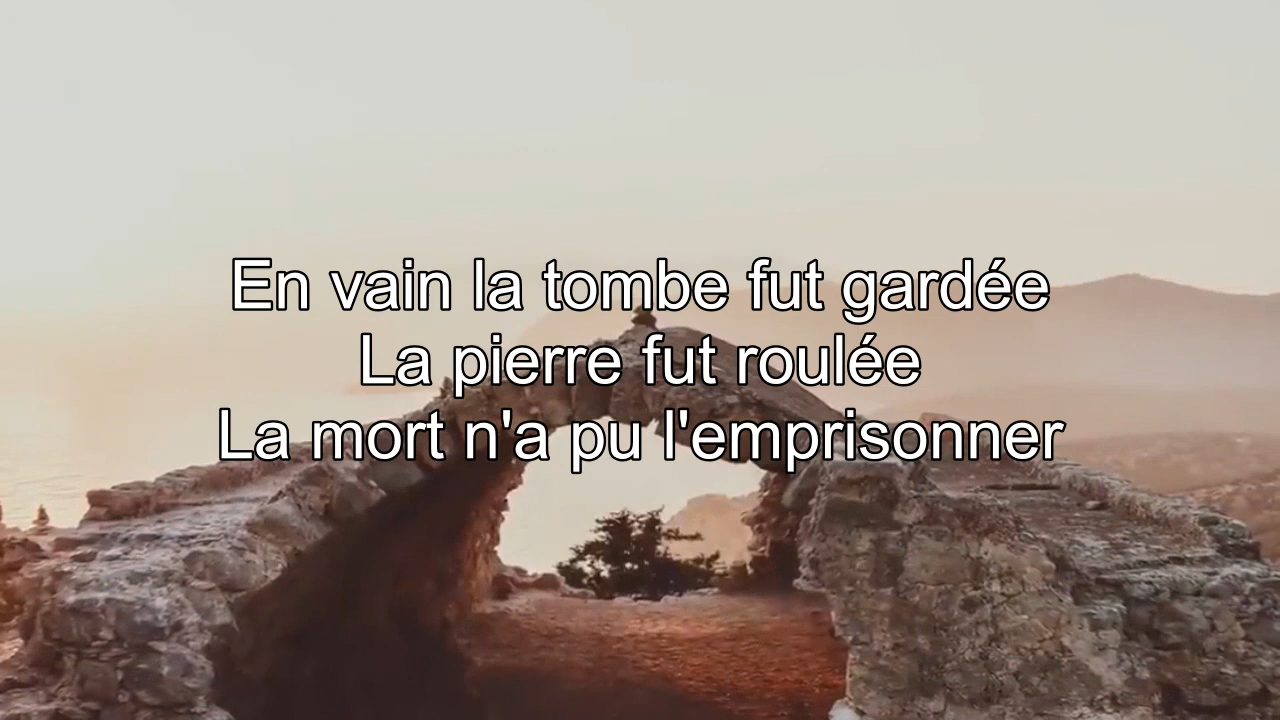 En vain la tombe fut gardée
La pierre fut roulée
La mort n'a pu l'emprisonner